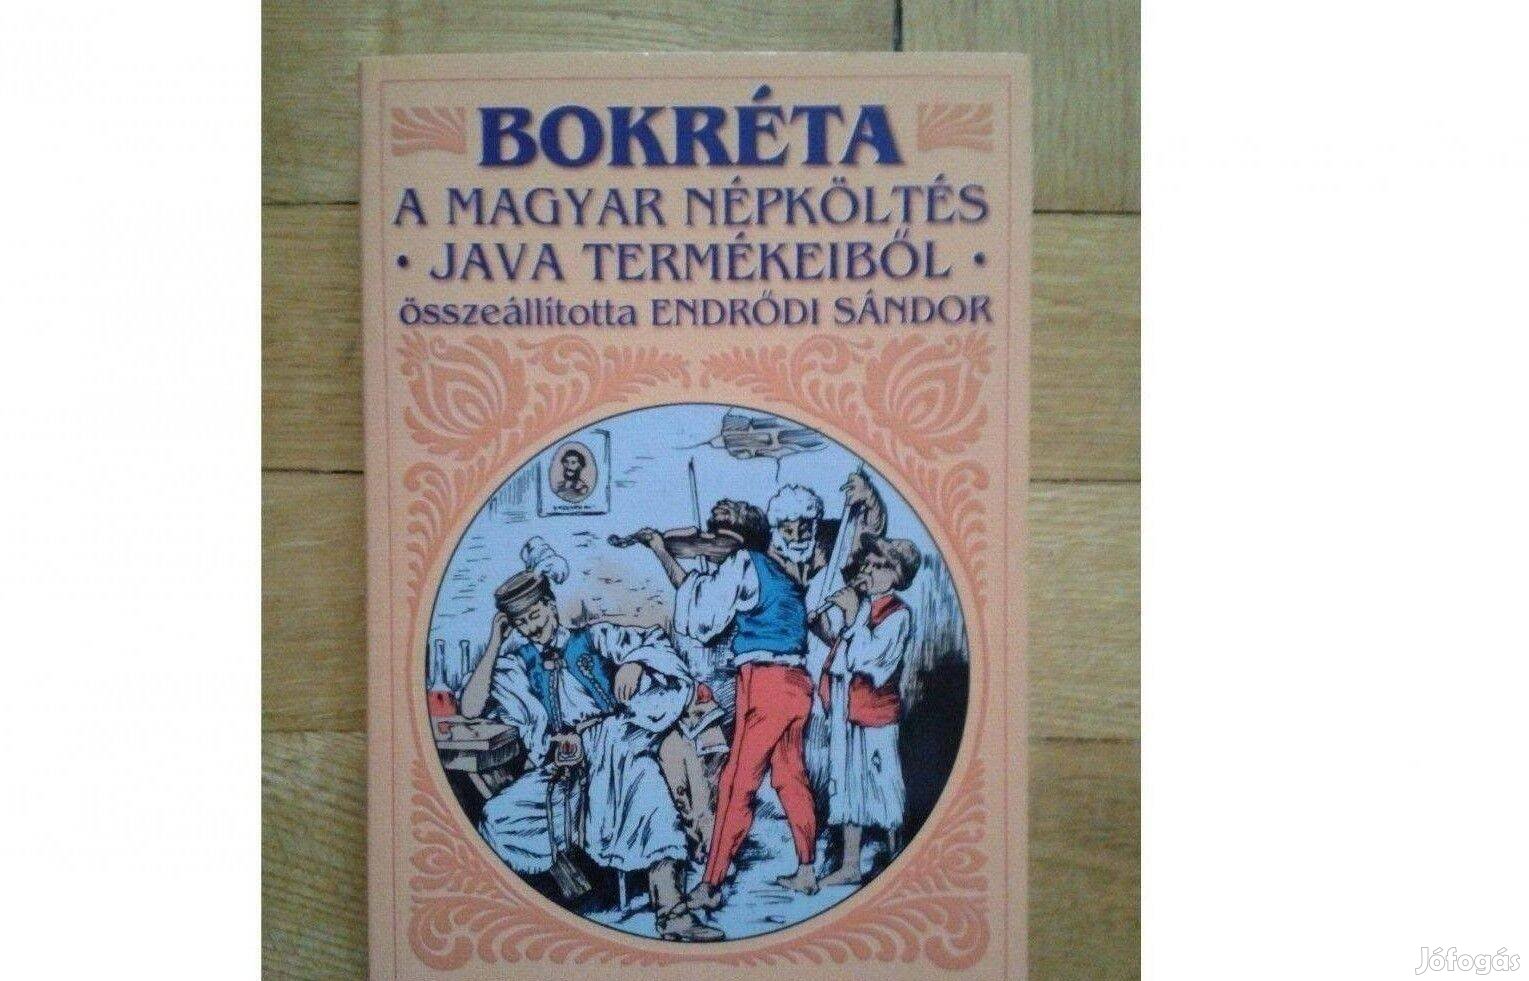 BOKRÉTA
A MAGYAR NÉPKÖLTÉS
• JAVA TERMÉKEIBŐL •
összeállította ENDRŐDI SÁNDOR
Jófogás